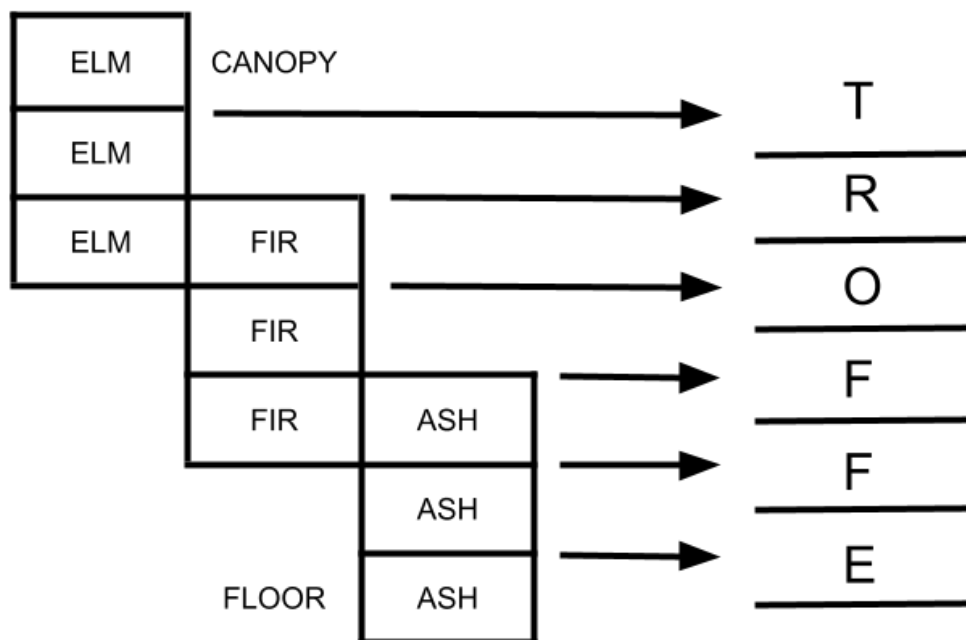 ELM CANOPY
T
ELM
R
ELM FIR
O
FIR
F
FIR ASH
F
ASH
E
FLOOR ASH